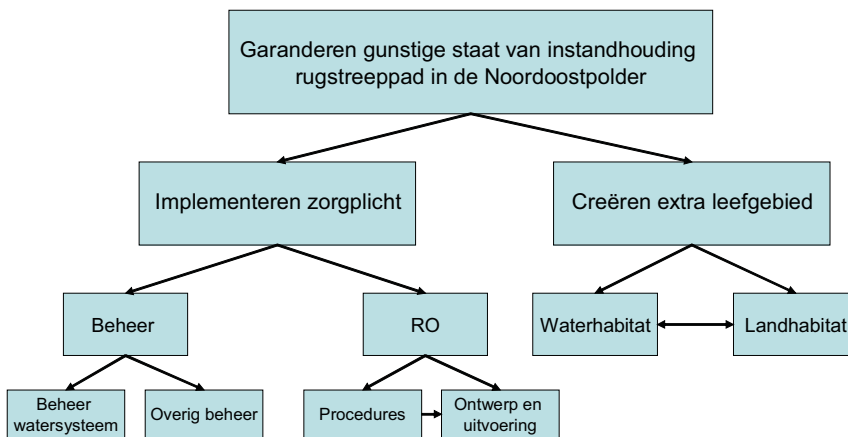 Garanderen gunstige staat van instandhouding
rugstreeppad in de Noordoostpolder
Implementeren zorgplicht
Creëren extra leefgebied
Beheer
RO
Waterhabitat
Landhabitat
Beheer
watersysteem
Overig beheer
Procedures
Ontwerp en
uitvoering